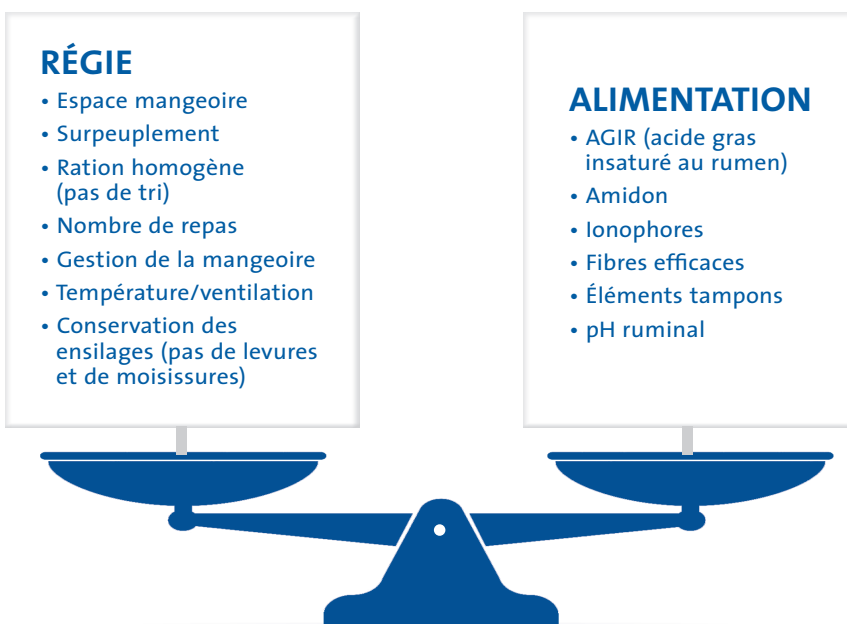 RÉGIE
• Espace mangeoire
• Surpeuplement
• Ration homogène
(pas de tri)
• Nombre de repas
• Gestion de la mangeoire
• Température/ventilation
• Conservation des
ensilages (pas de levures
et de moisissures)
ALIMENTATION
• AGIR (acide gras
insaturé au rumen)
• Amidon
• Ionophores
• Fibres efficaces
• Éléments tampons
• pH ruminal